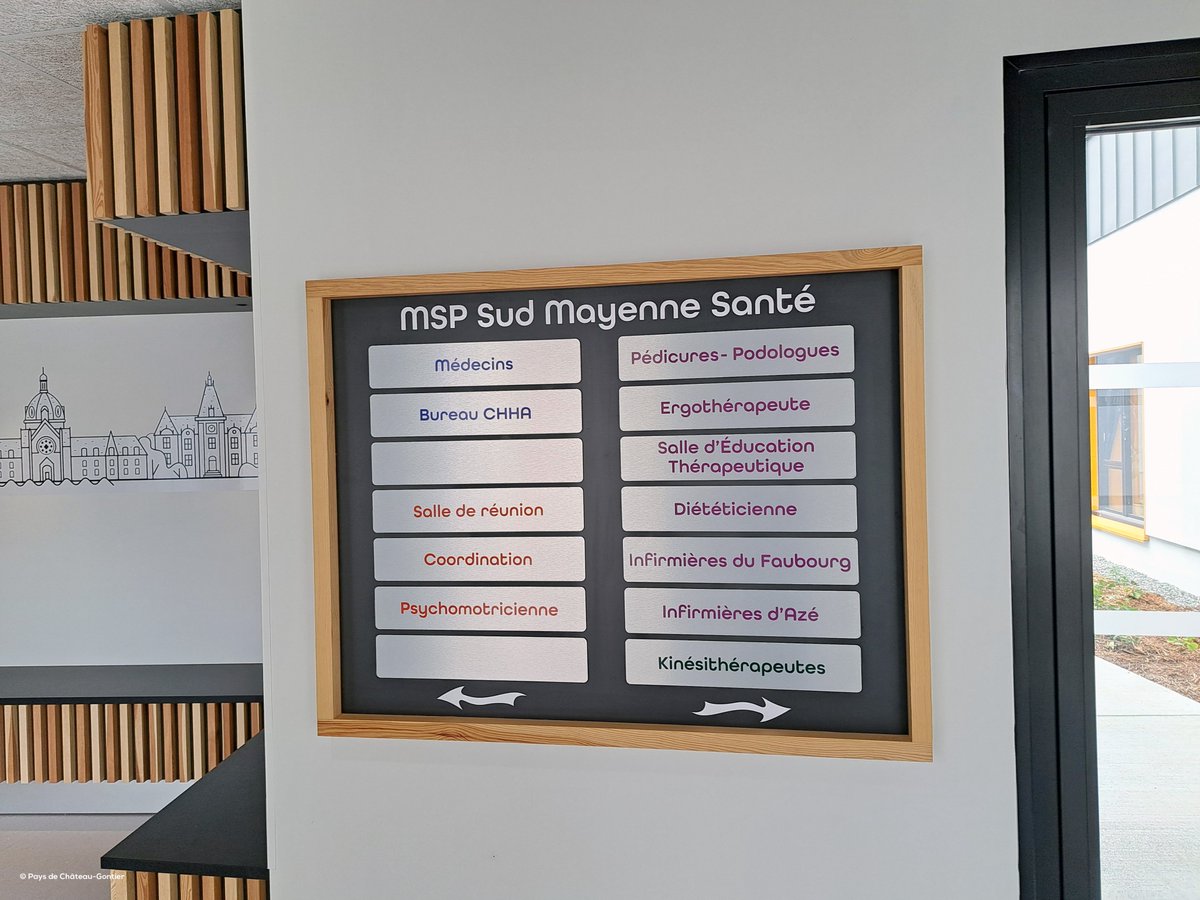 MSP Sud Mayenne Santé
Médecins
Bureau CHHA
Salle de réunion
Coordination
Psychomotricienne
Pédicures- Podologues
Ergothérapeute
Salle d'Éducation
Thérapeutique
Diététicienne
Infirmières du Faubourg
Infirmières d'Azé
Kinésithérapeutes
© Pays de Château-Gontier